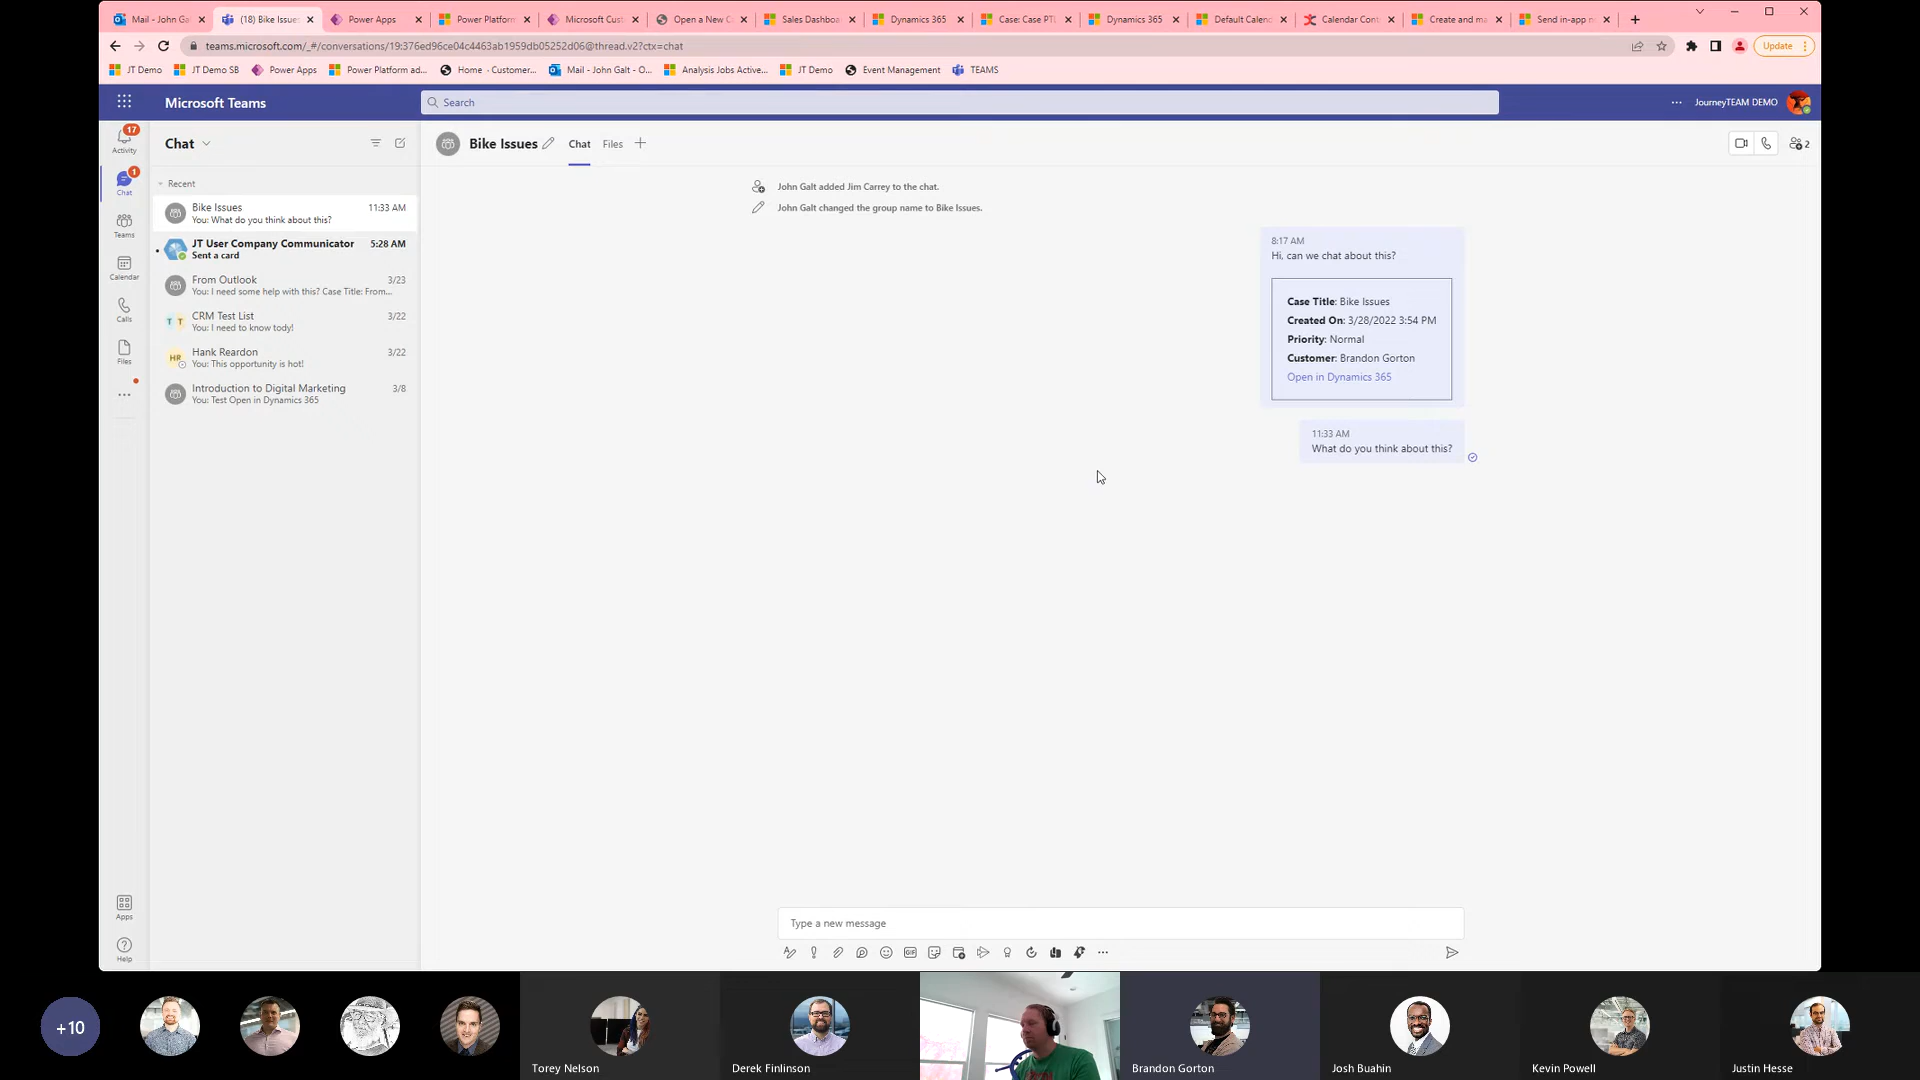 Mail - John Gal
(18) Bike Issues
Power Apps
Power Platform
Microsoft Cust
Open a New C
Sales Dashboa
Dynamics 365
Case: Case PTL
Dynamics 365
Default Calend
Calendar Cont
Create and ma
Send in-app n
teams.microsoft.com/_#/conversations/19:376ed96ce04c4463ab1959db05252d06@thread.v2?ctx=chat
Update
JT Demo
JT Demo SB
Power Apps
Power Platform ad...
Home - Customer...
Mail - John Galt - O...
Analysis Jobs Active...
JT Demo
Event Management
TEAMS
Microsoft Teams
Search
JourneyTEAM DEMO
17
Activity
1
Chat
Teams
Calendar
Calls
Files
Apps
Help
Chat
Recent
Bike Issues 11:33 AM
You: What do you think about this?
JT User Company Communicator 5:28 AM
Sent a card
From Outlook 3/23
You: I need some help with this? Case Title: From...
T T
CRM Test List 3/22
You: I need to know tody!
HR
Hank Reardon 3/22
You: This opportunity is hot!
Introduction to Digital Marketing 3/8
You: Test Open in Dynamics 365
Bike Issues
Chat
Files
2
John Galt added Jim Carrey to the chat.
John Galt changed the group name to Bike Issues.
8:17 AM
Hi, can we chat about this?
Case Title: Bike Issues
Created On: 3/28/2022 3:54 PM
Priority: Normal
Customer: Brandon Gorton
Open in Dynamics 365
11:33 AM
What do you think about this?
Type a new message
GIF
+10
Torey Nelson
Derek Finlinson
Brandon Gorton
Josh Buahin
Kevin Powell
Justin Hesse